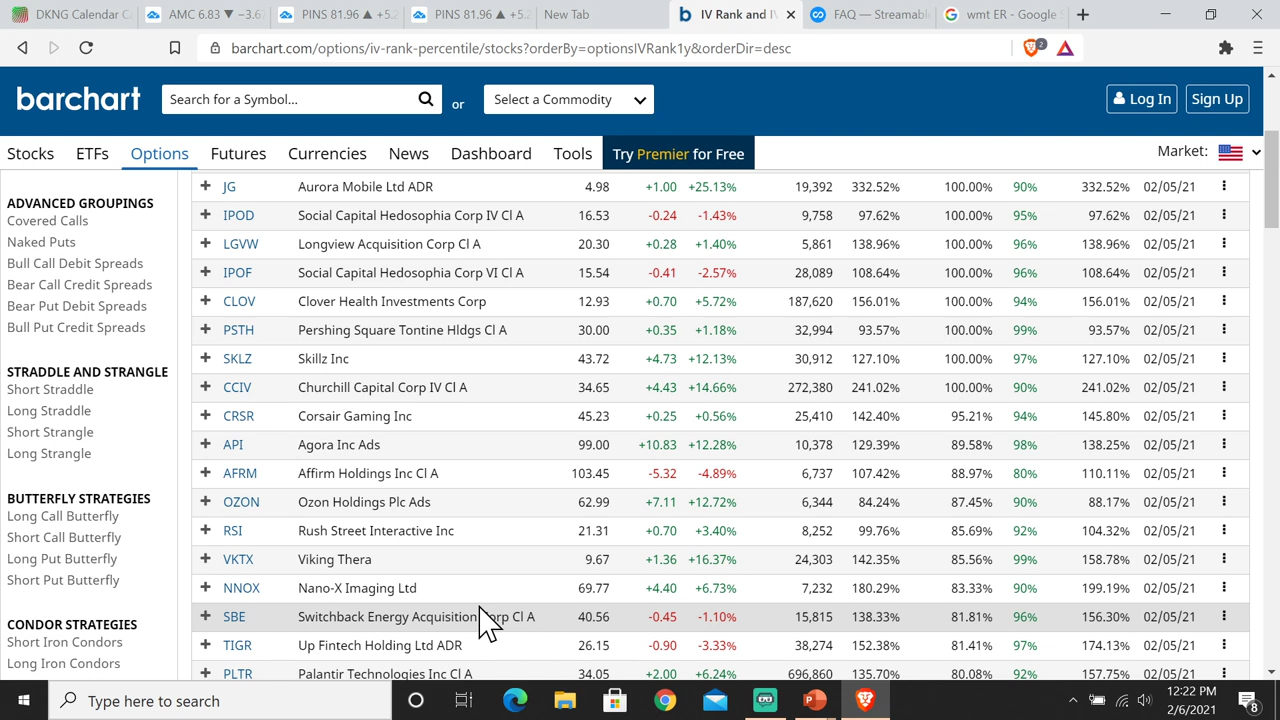 DKNG Calendar C
AMC 6.83 ▼ −3.6
PINS 81.96 ▲ +5.2
PINS 81.96 ▲ +5.2
New Tab
IV Rank and IV
FAQ — Streamable
wmt ER - Google S
barchart.com/options/iv-rank-percentile/stocks?orderBy=optionsIVRank1y&orderDir=desc
2
barchart
Search for a Symbol...
or
Select a Commodity
Log In
Sign Up
Stocks ETFs Options Futures Currencies News Dashboard Tools Try Premier for Free Market:
ADVANCED GROUPINGS
Covered Calls
Naked Puts
Bull Call Debit Spreads
Bear Call Credit Spreads
Bear Put Debit Spreads
Bull Put Credit Spreads
STRADDLE AND STRANGLE
Short Straddle
Long Straddle
Short Strangle
Long Strangle
BUTTERFLY STRATEGIES
Long Call Butterfly
Short Call Butterfly
Long Put Butterfly
Short Put Butterfly
CONDOR STRATEGIES
Short Iron Condors
Long Iron Condors
JG Aurora Mobile Ltd ADR 4.98 +1.00 +25.13% 19,392 332.52% 100.00% 90% 332.52% 02/05/21
IPOD Social Capital Hedosophia Corp IV Cl A 16.53 -0.24 -1.43% 9,758 97.62% 100.00% 95% 97.62% 02/05/21
LGVW Longview Acquisition Corp Cl A 20.30 +0.28 +1.40% 5,861 138.96% 100.00% 96% 138.96% 02/05/21
IPOF Social Capital Hedosophia Corp VI Cl A 15.54 -0.41 -2.57% 28,089 108.64% 100.00% 96% 108.64% 02/05/21
CLOV Clover Health Investments Corp 12.93 +0.70 +5.72% 187,620 156.01% 100.00% 94% 156.01% 02/05/21
PSTH Pershing Square Tontine Hldgs Cl A 30.00 +0.35 +1.18% 32,994 93.57% 100.00% 99% 93.57% 02/05/21
SKLZ Skillz Inc 43.72 +4.73 +12.13% 30,912 127.10% 100.00% 97% 127.10% 02/05/21
CCIV Churchill Capital Corp IV Cl A 34.65 +4.43 +14.66% 272,380 241.02% 100.00% 90% 241.02% 02/05/21
CRSR Corsair Gaming Inc 45.23 +0.25 +0.56% 25,410 142.40% 95.21% 94% 145.80% 02/05/21
API Agora Inc Ads 99.00 +10.83 +12.28% 10,378 129.39% 89.58% 98% 138.25% 02/05/21
AFRM Affirm Holdings Inc Cl A 103.45 -5.32 -4.89% 6,737 107.42% 88.97% 80% 110.11% 02/05/21
OZON Ozon Holdings Plc Ads 62.99 +7.11 +12.72% 6,344 84.24% 87.45% 90% 88.17% 02/05/21
RSI Rush Street Interactive Inc 21.31 +0.70 +3.40% 8,252 99.76% 85.69% 92% 104.32% 02/05/21
VKTX Viking Thera 9.67 +1.36 +16.37% 24,303 142.35% 85.56% 99% 158.78% 02/05/21
NNOX Nano-X Imaging Ltd 69.77 +4.40 +6.73% 7,232 180.29% 83.33% 90% 199.19% 02/05/21
SBE Switchback Energy Acquisition Corp Cl A 40.56 -0.45 -1.10% 15,815 138.33% 81.81% 96% 156.30% 02/05/21
TIGR Up Fintech Holding Ltd ADR 26.15 -0.90 -3.33% 38,274 152.38% 81.41% 97% 174.13% 02/05/21
PLTR Palantir Technologies Inc Cl A 34.05 +2.00 +6.24% 696,860 135.70% 80.08% 92% 157.75% 02/05/21
Type here to search
12:22 PM
2/6/2021
8